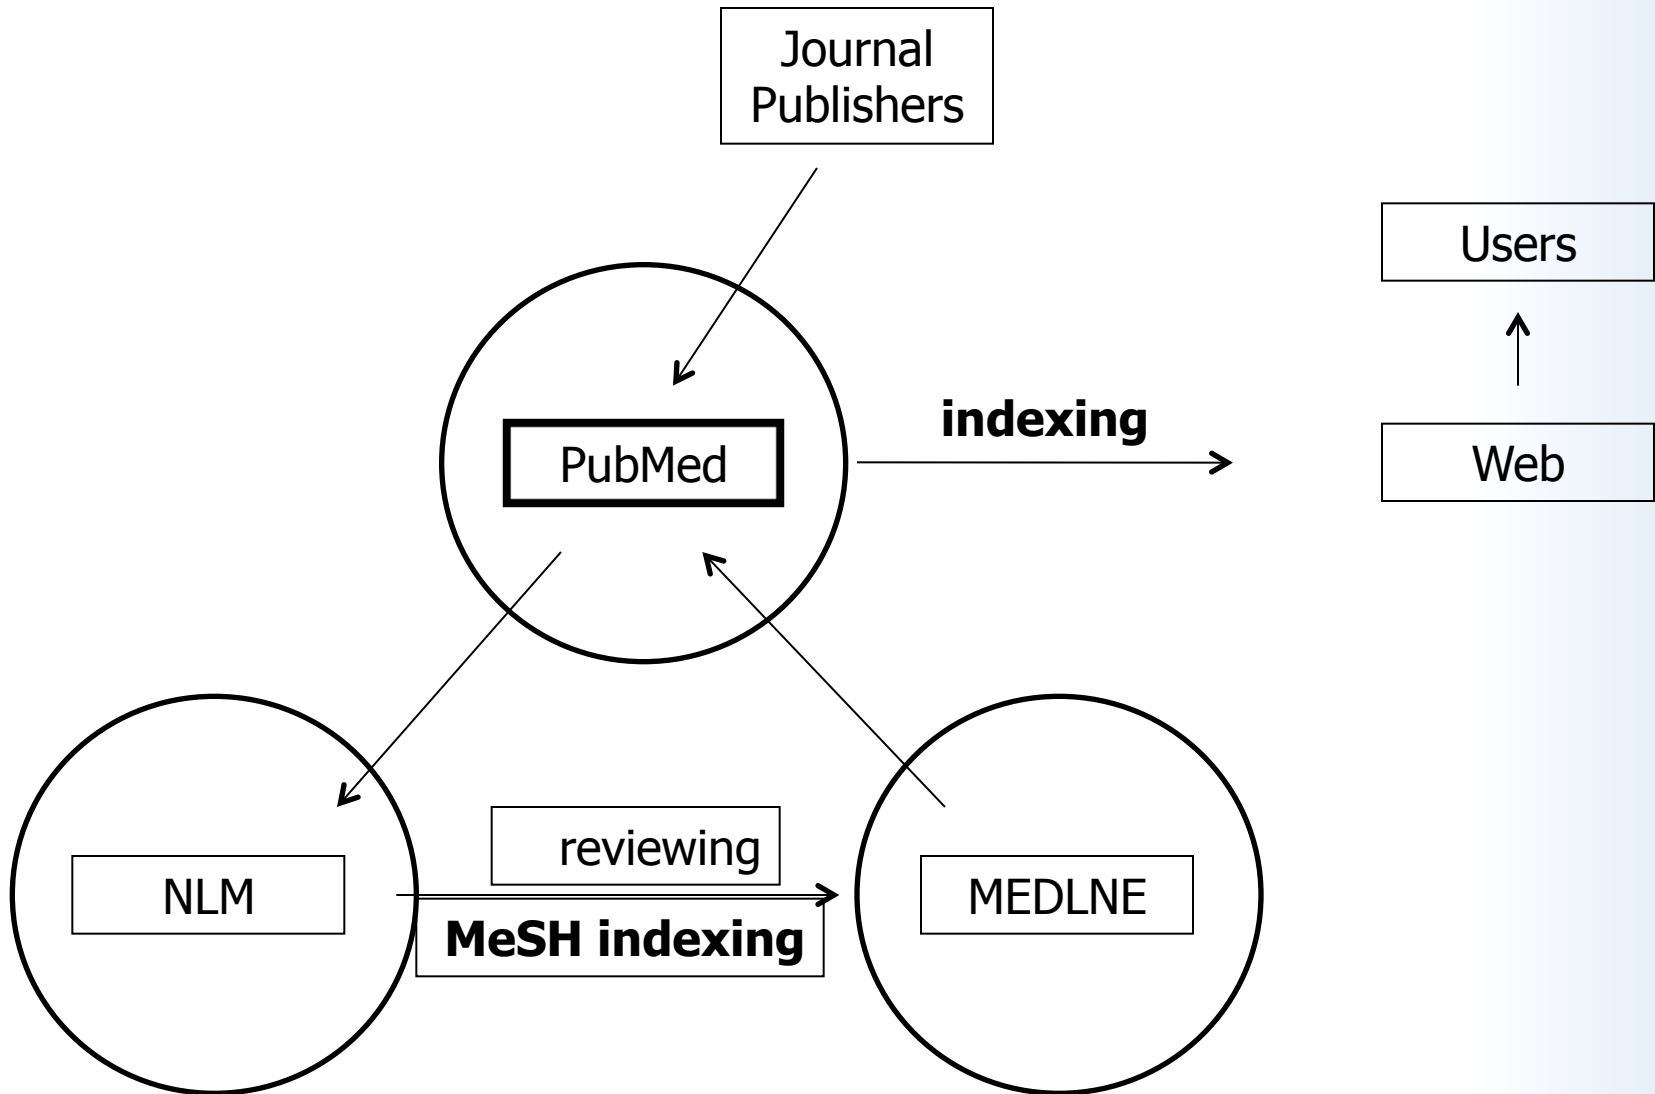 Journal
Publishers
Users
indexing
PubMed
Web
reviewing
NLM
MEDLNE
MeSH indexing